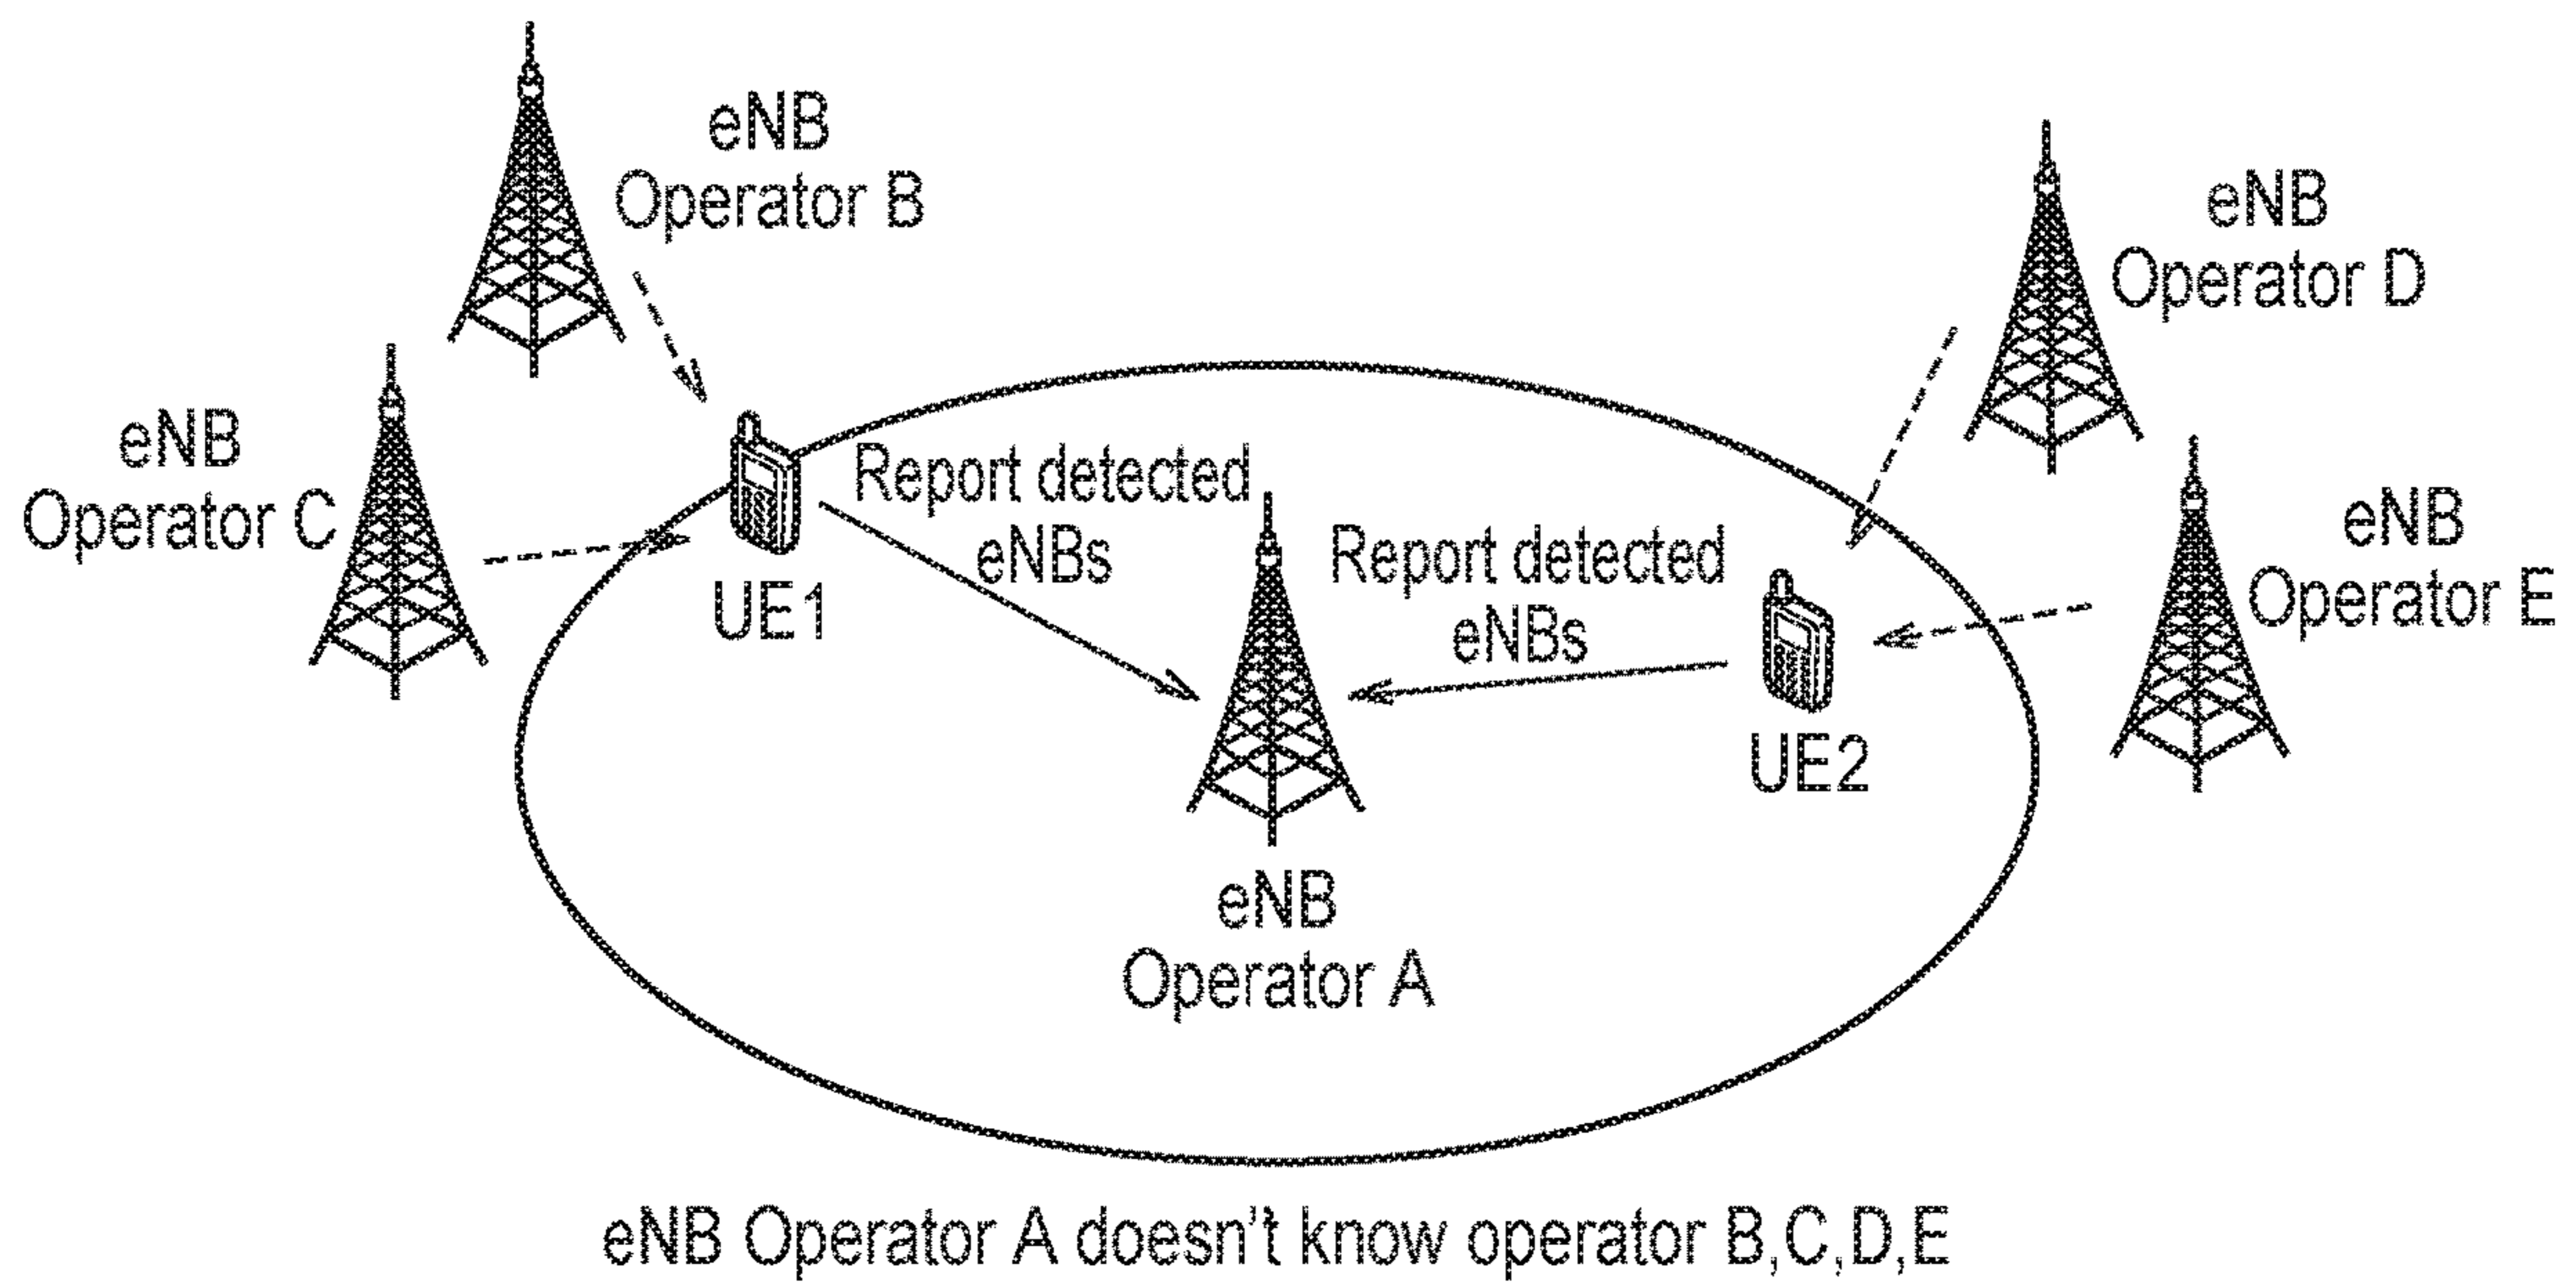 eNB
Operator B
eNB
Operator D
eNB
Operator C
Report detected
eNBs
UE1
eNB
Operator E
Report detected
eNBs
UE2
eNB
Operator A
eNB Operator A doesn't know operator B,C,D,E